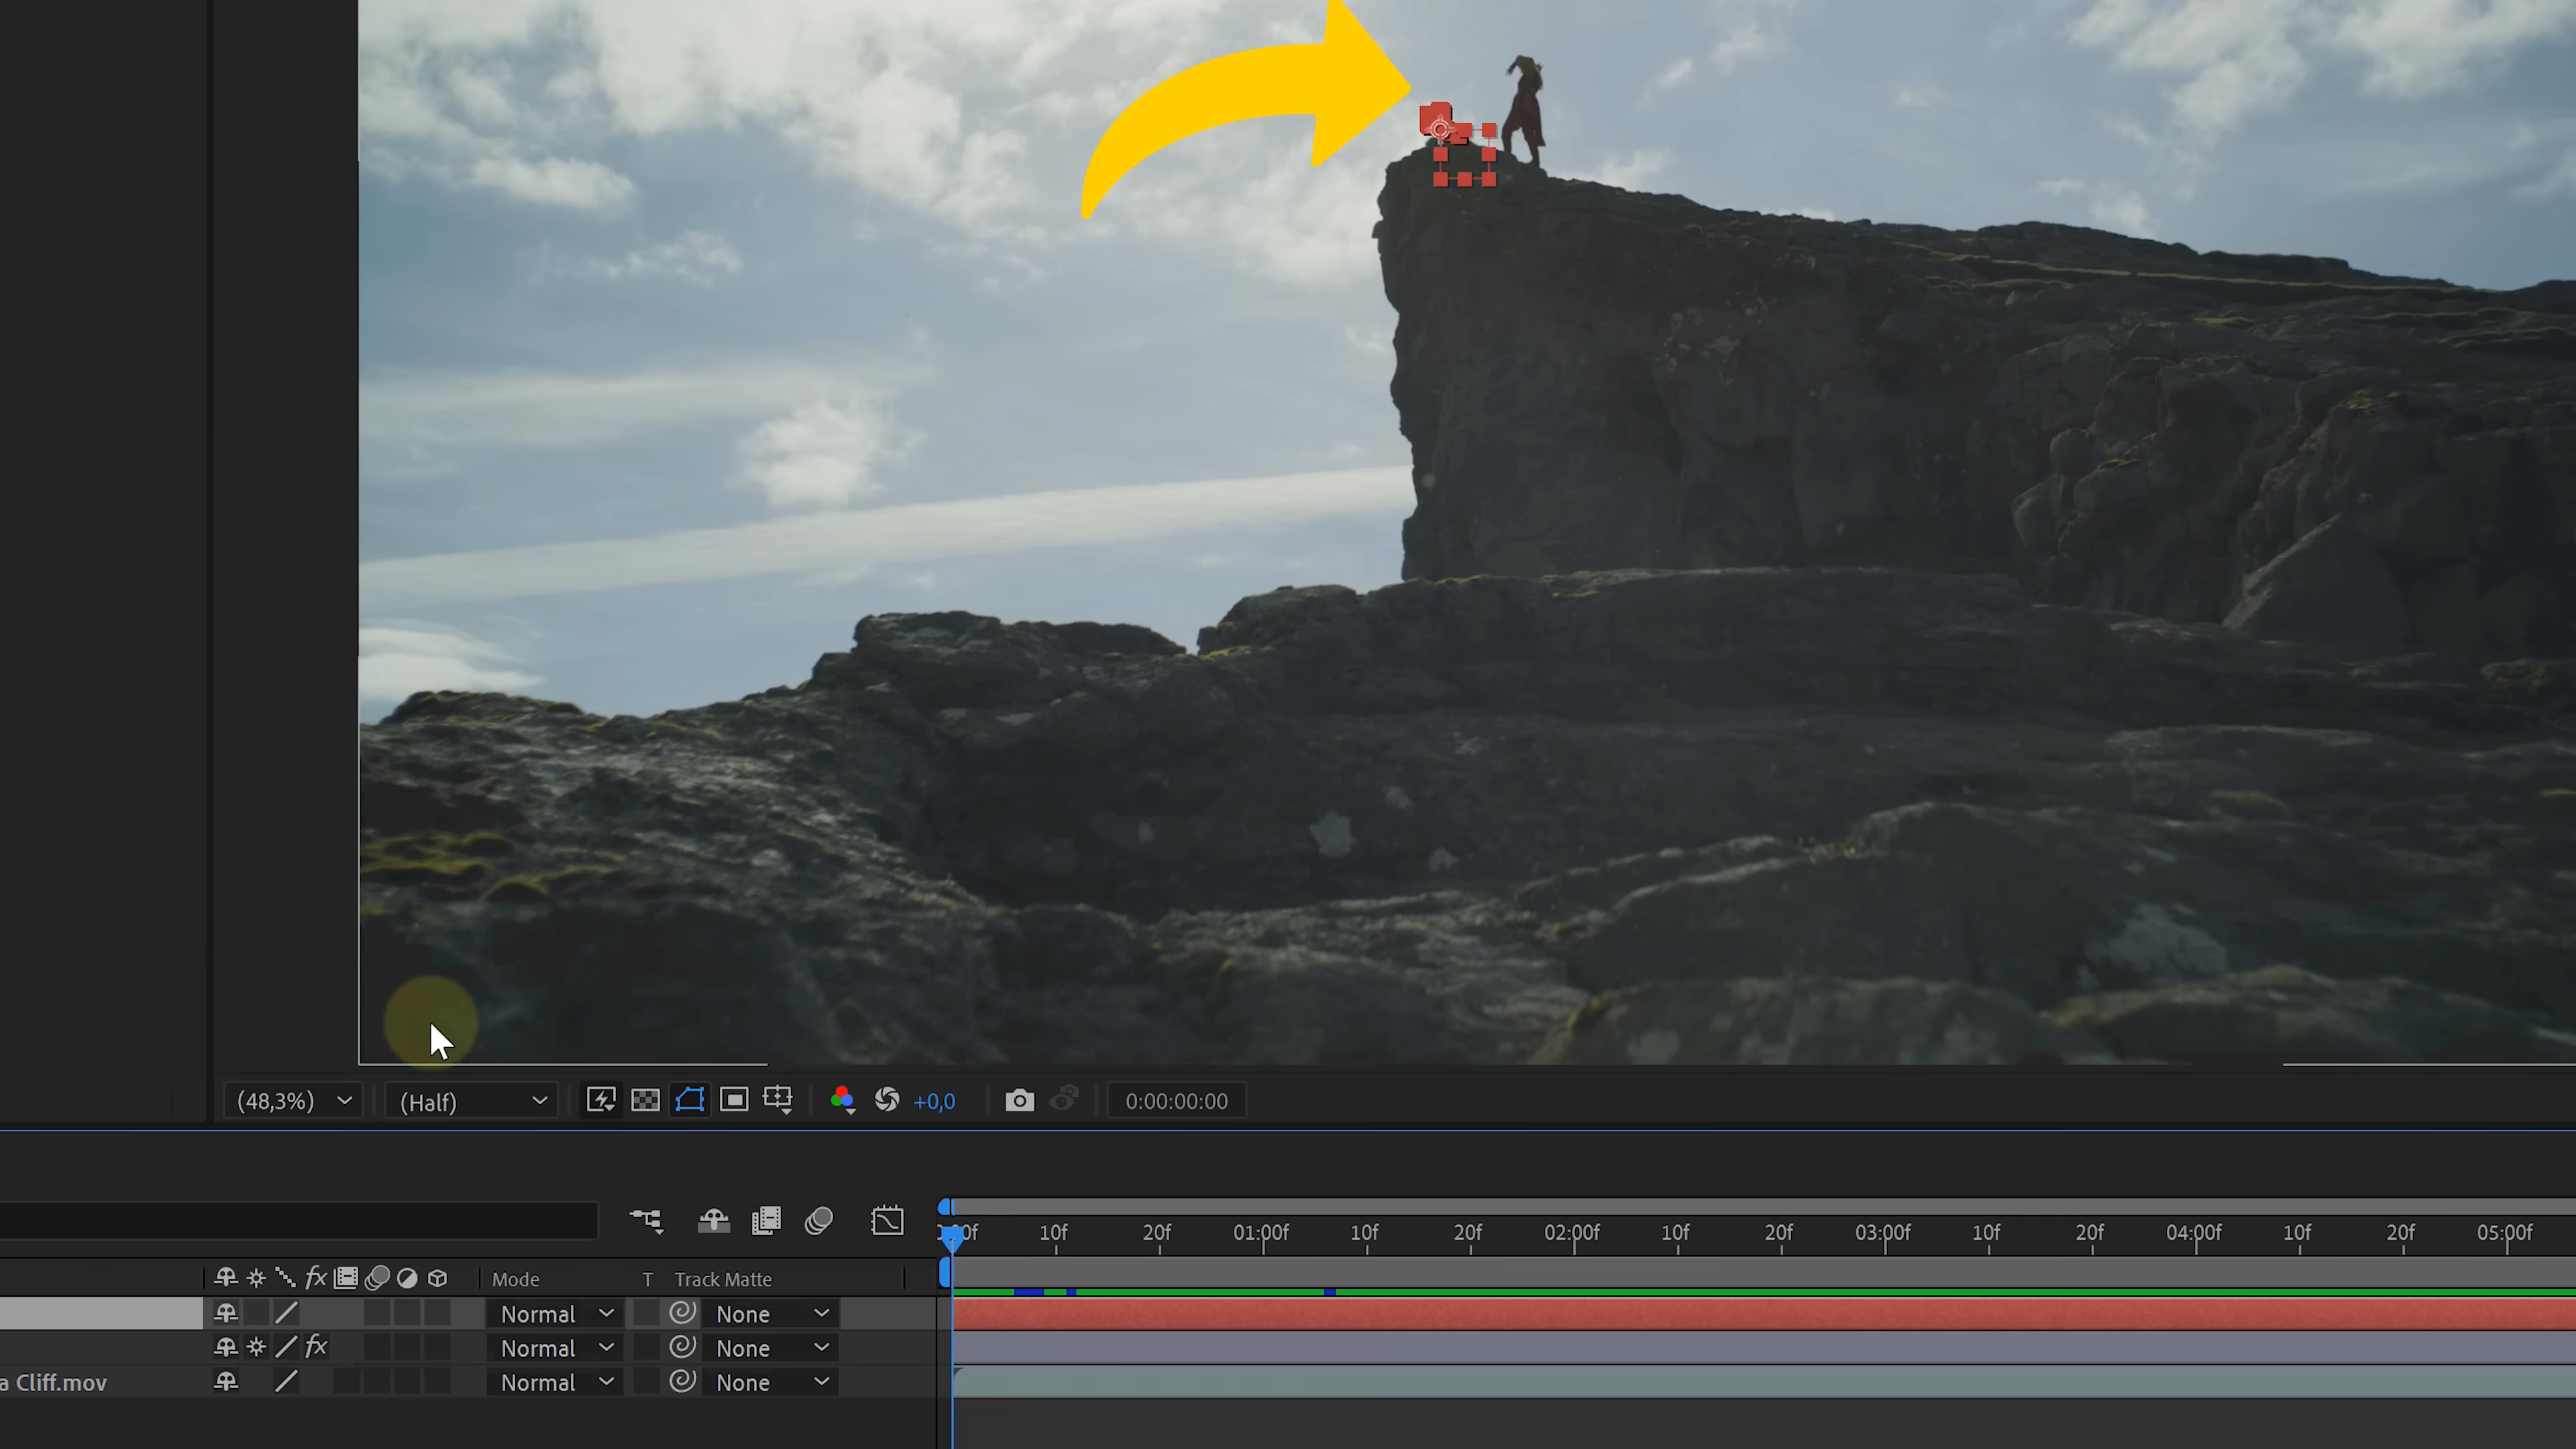 (48,3%)
(Half)
+0,0
0:00:00:00
10f
20f
01:00f
10f
20f
02:00f
10f
20f
03:00f
10f
20f
04:00f
10f
20f
05:00f
fx
Mode
T
Track Matte
Normal
None
fx
Normal
None
a Cliff.mov
Normal
None